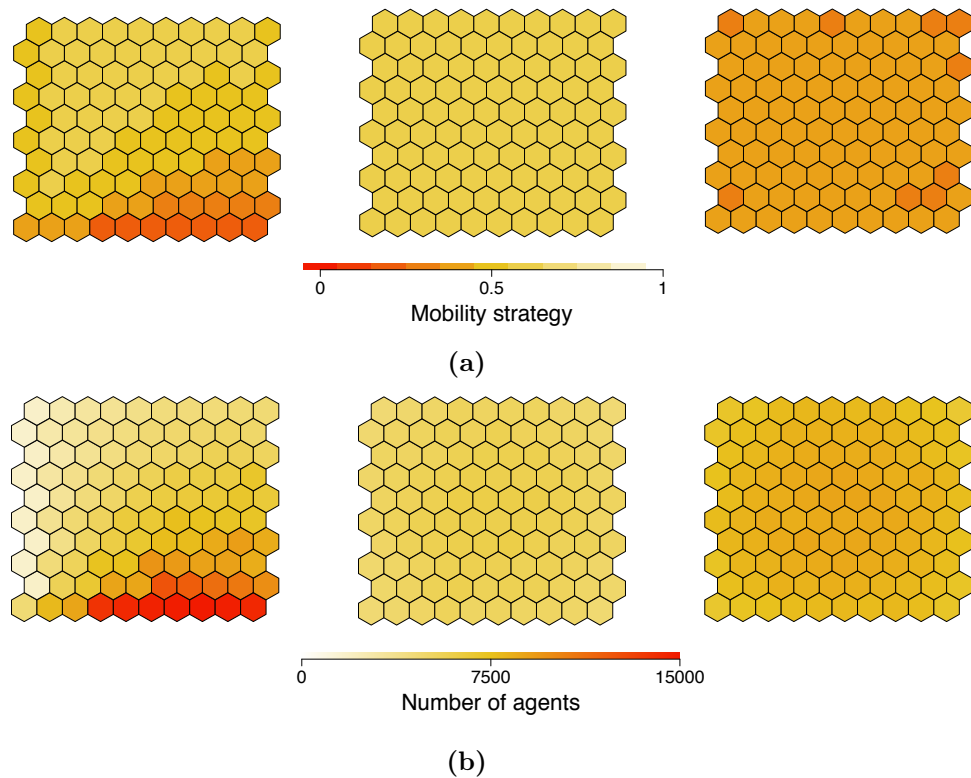 0 0.5 1
Mobility strategy
(a)
0 7500 15000
Number of agents
(b)